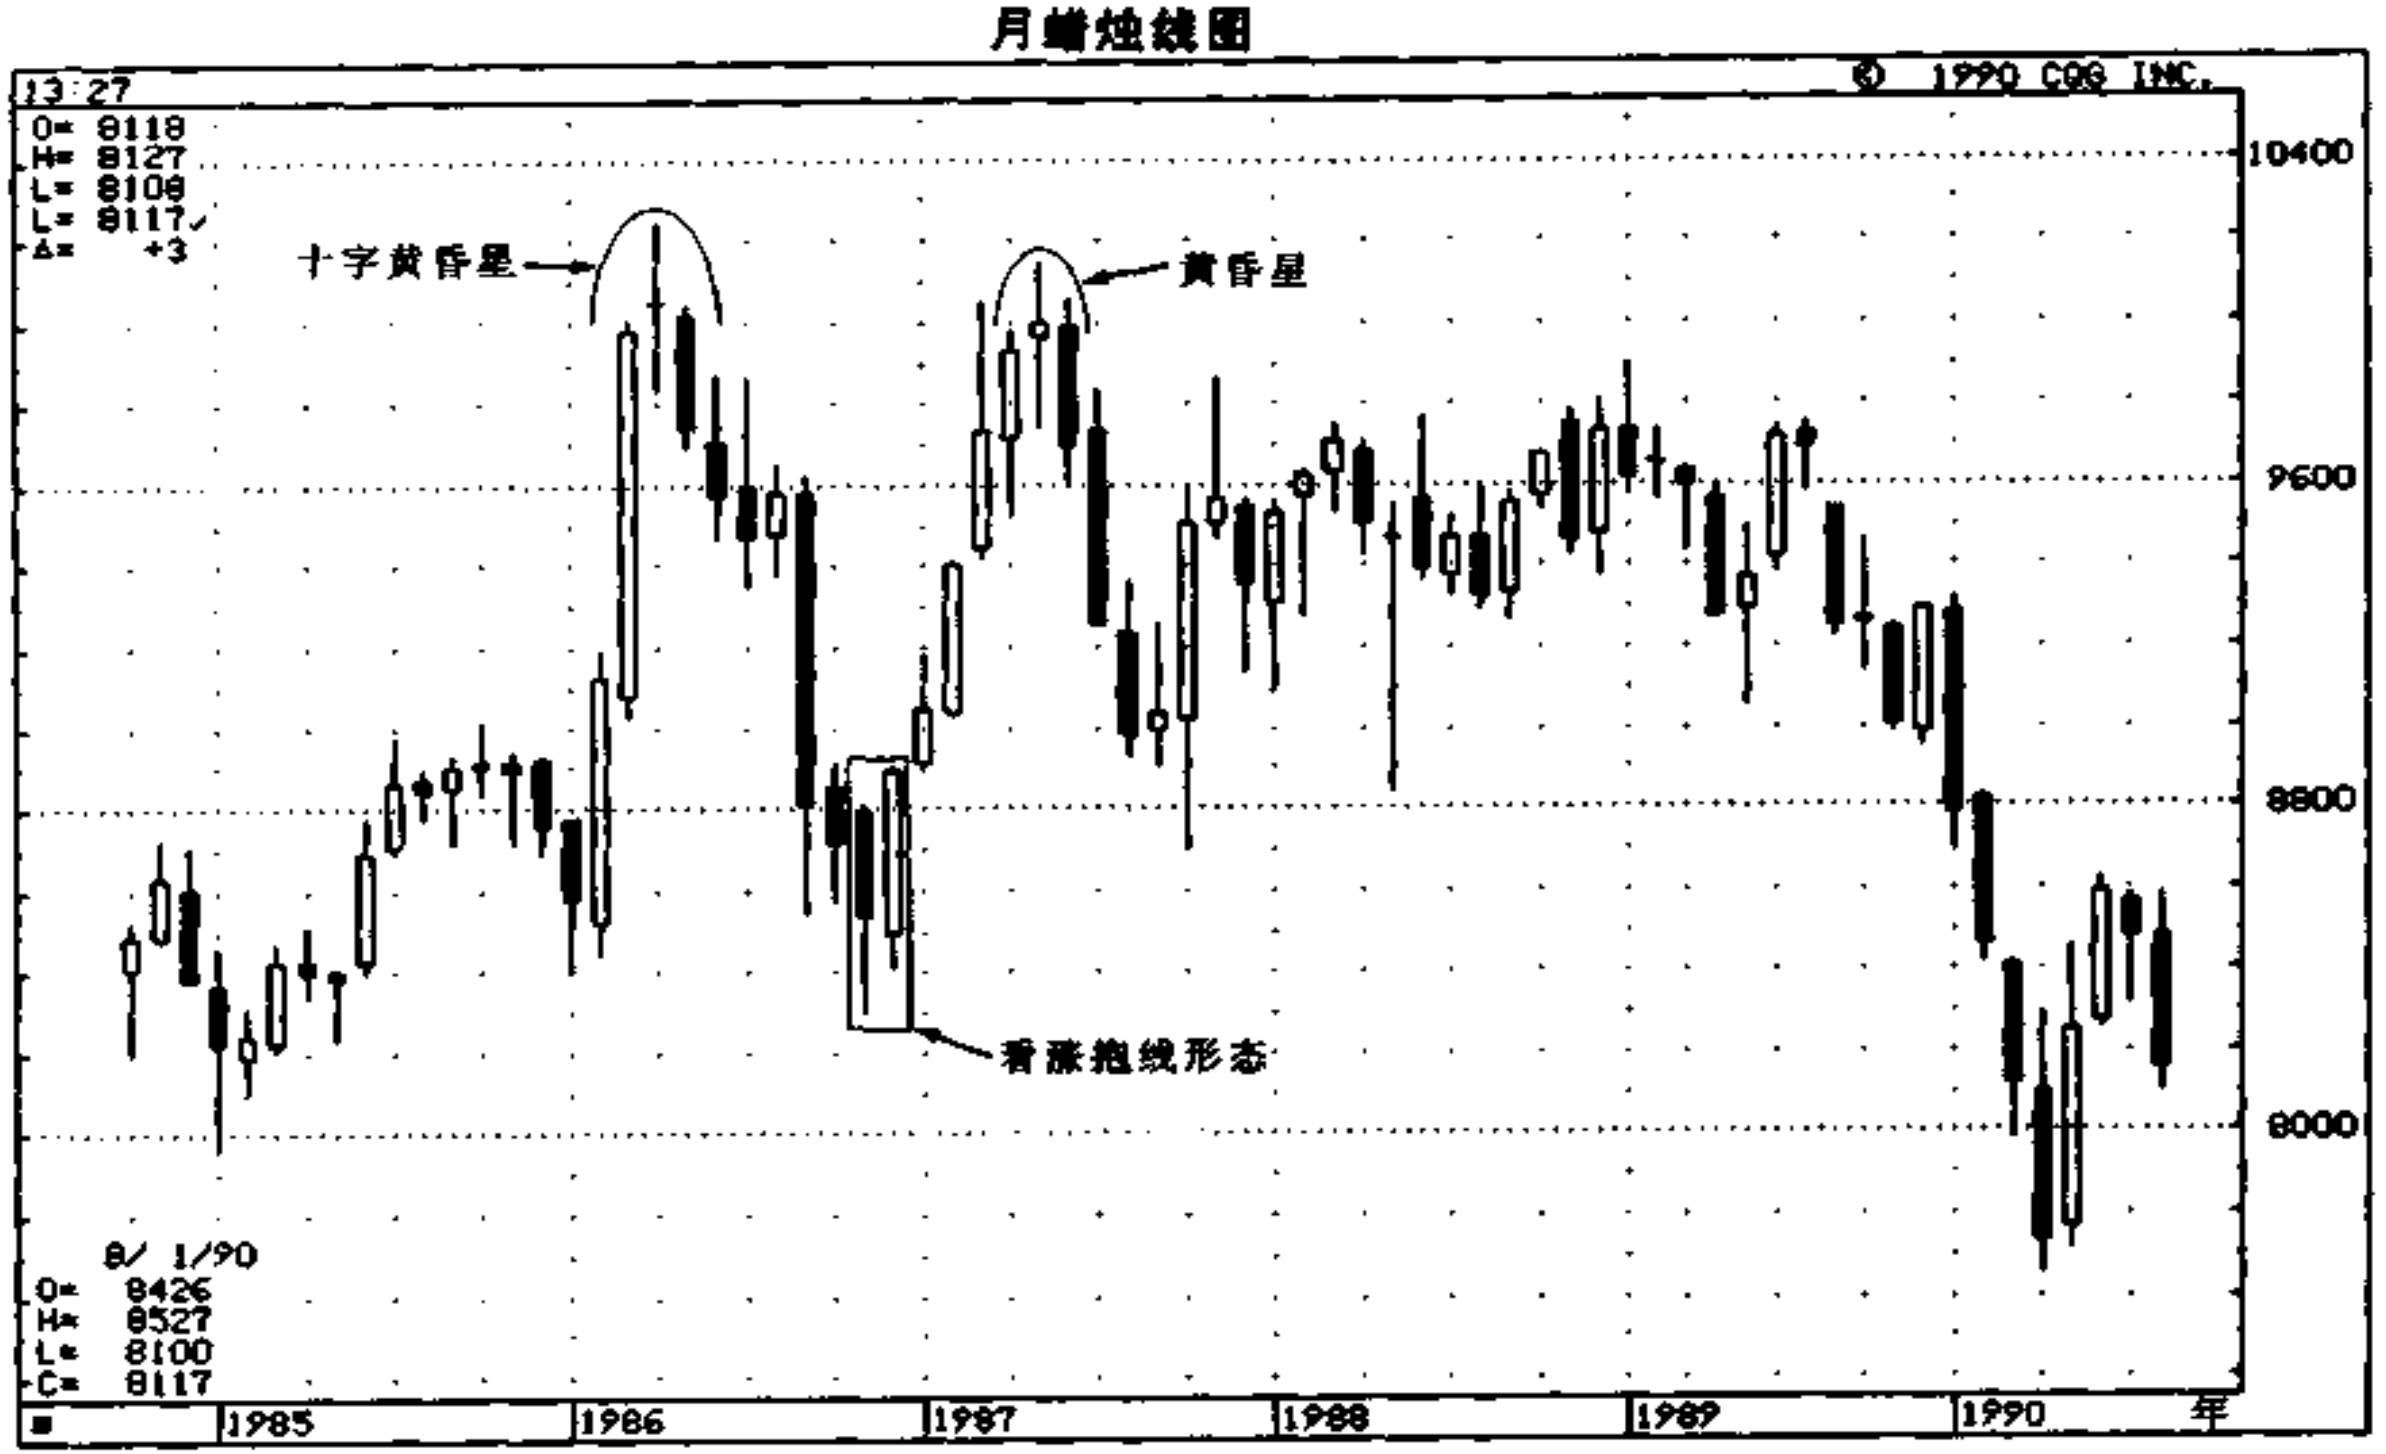 月蜡烛线图
13:27
© 1990 CQG INC.
O= 8118
H= 8127
L= 8108
L= 8117✓
Δ= +3
10400
十字黄昏星
黄昏星
9600
8800
看涨抱线形态
8000
8/ 1/90
O= 8426
H= 8527
L= 8100
C= 8117
1985 1986 1987 1988 1989 1990 年